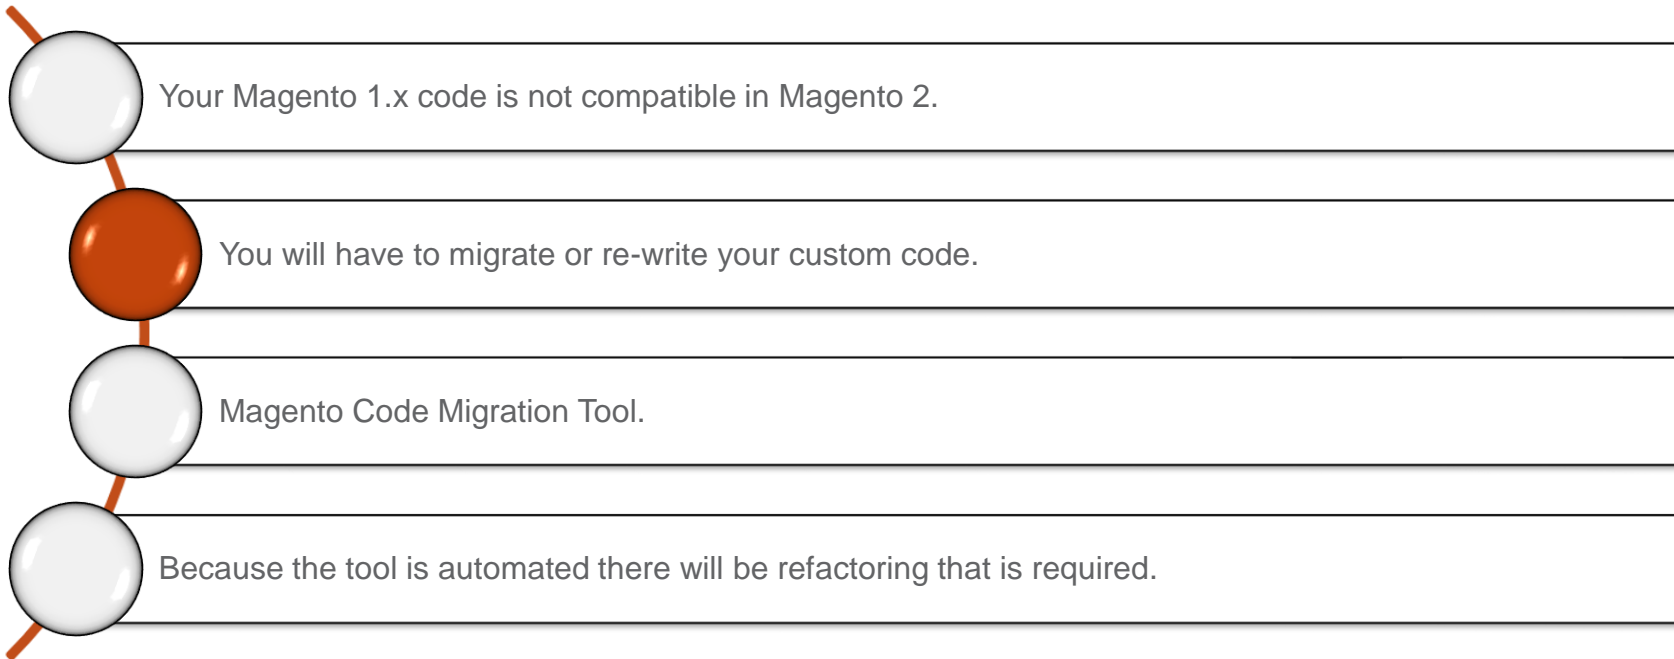 Your Magento 1.x code is not compatible in Magento 2.
You will have to migrate or re-write your custom code.
Magento Code Migration Tool.
Because the tool is automated there will be refactoring that is required.